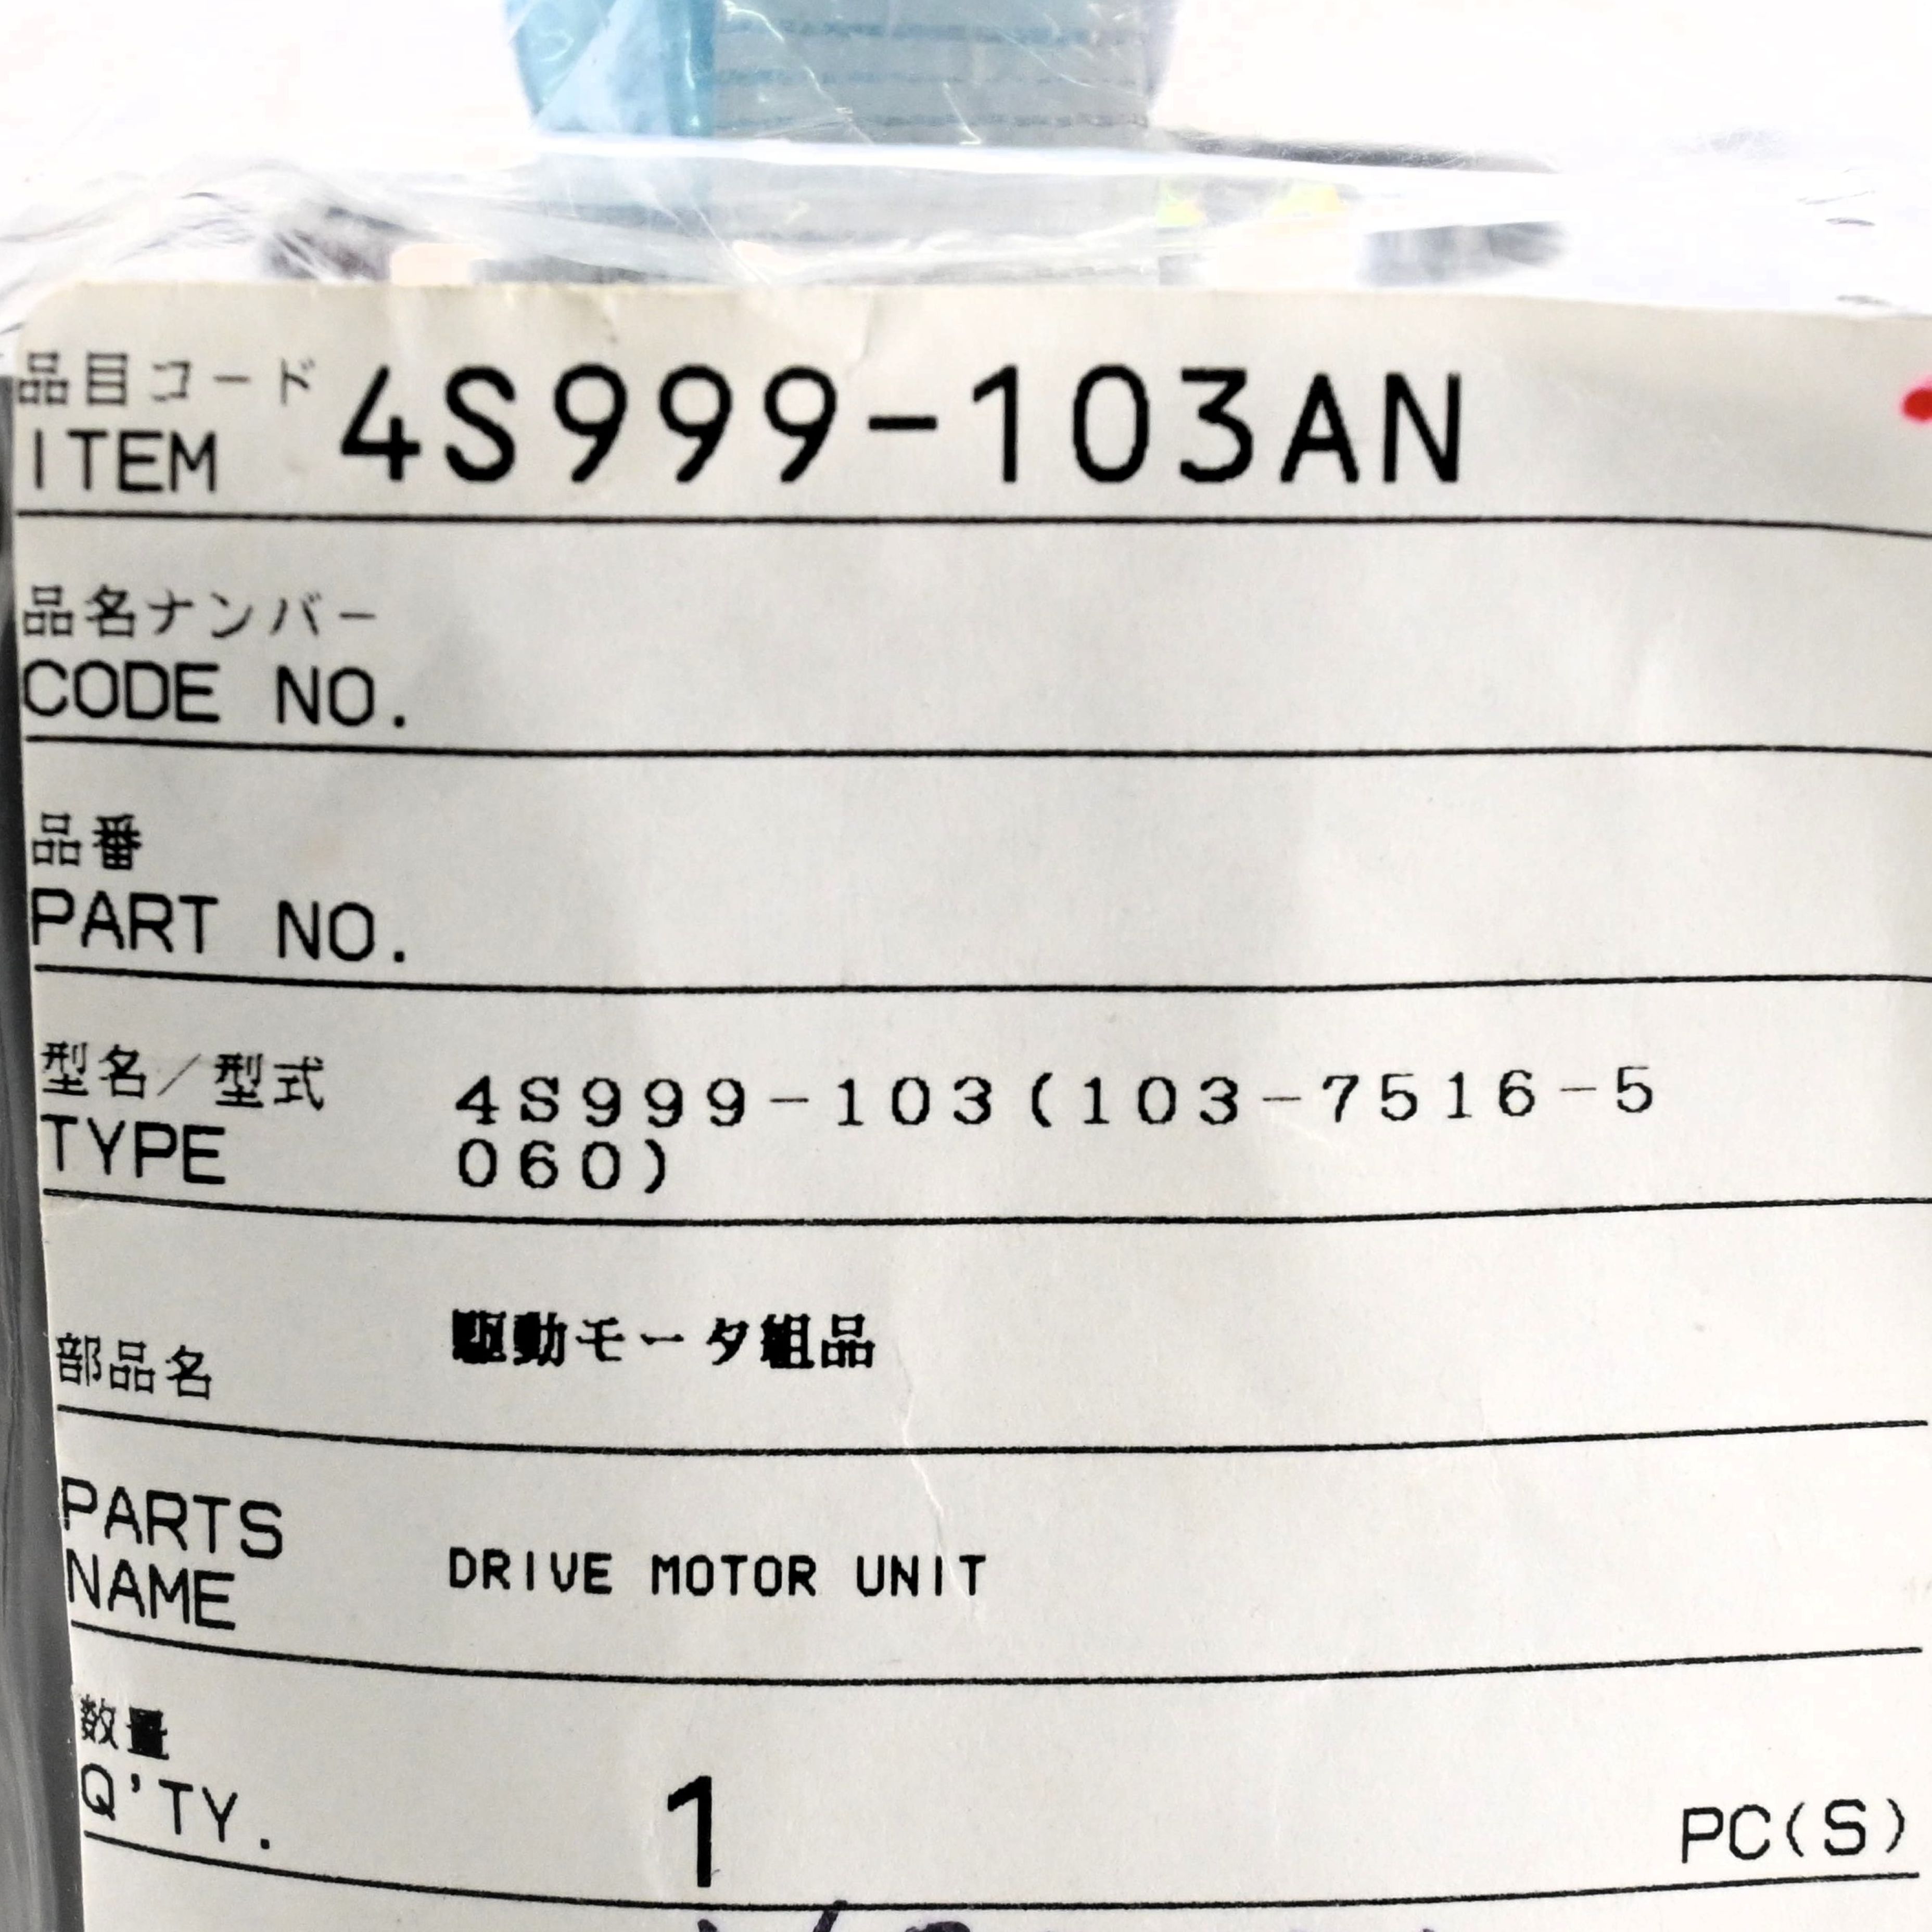 品目コード
ITEM 4S999-103AN
品名ナンバー
CODE NO.
品番
PART NO.
型名/型式 4S999-103(103-7516-5
TYPE 060)
部品名 駆動モータ組品
PARTS
NAME DRIVE MOTOR UNIT
数量
Q'TY. 1 PC(S)